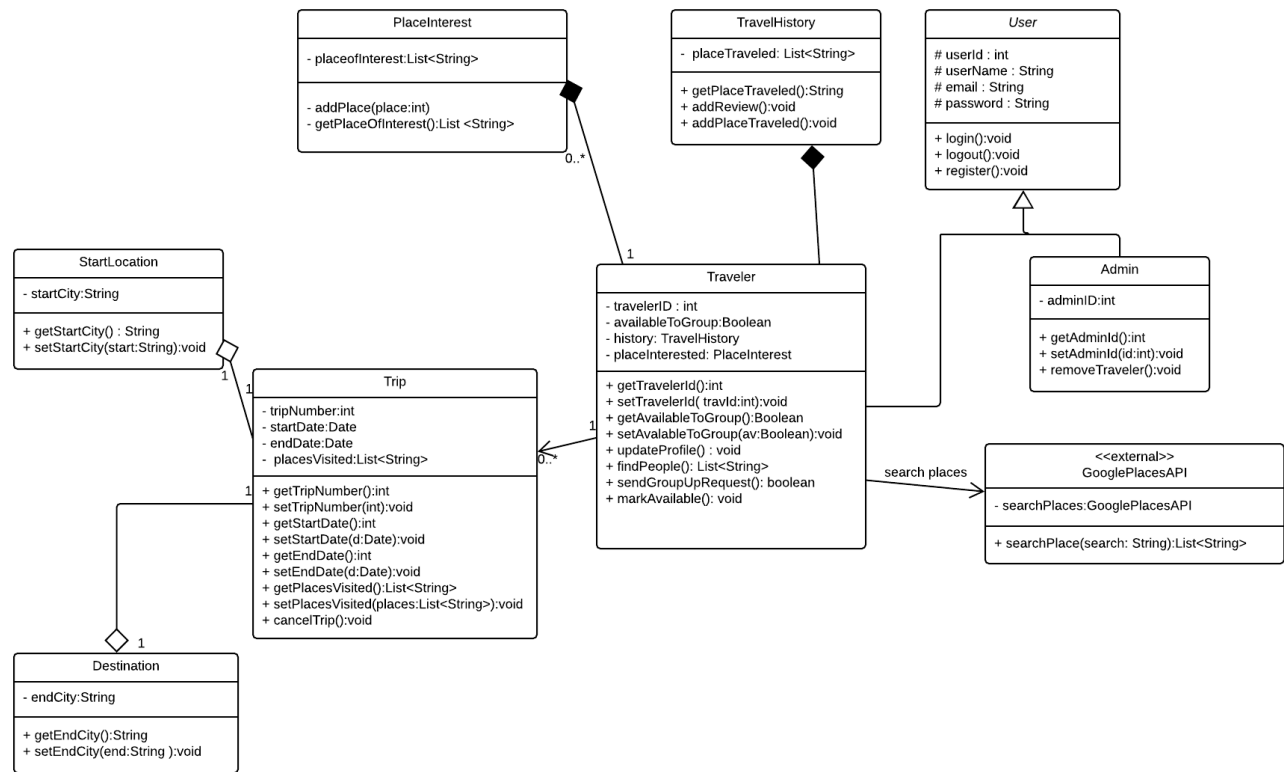 PlaceInterest
- placeofInterest:List<String>
- addPlace(place:int)
- getPlaceOfInterest():List <String>
0..*
1
TravelHistory
- placeTraveled: List<String>
+ getPlaceTraveled():String
+ addReview():void
+ addPlaceTraveled():void
User
# userId : int
# userName : String
# email : String
# password : String
+ login():void
+ logout():void
+ register():void
StartLocation
- startCity:String
+ getStartCity() : String
+ setStartCity(start:String):void
1
1
Traveler
- travelerID : int
- availableToGroup:Boolean
- history: TravelHistory
- placeInterested: PlaceInterest
+ getTravelerId():int
+ setTravelerId( travId:int):void
+ getAvailableToGroup():Boolean
+ setAvalableToGroup(av:Boolean):void
+ updateProfile() : void
+ findPeople(): List<String>
+ sendGroupUpRequest(): boolean
+ markAvailable(): void
Admin
- adminID:int
+ getAdminId():int
+ setAdminId(id:int):void
+ removeTraveler():void
Trip
- tripNumber:int
- startDate:Date
- endDate:Date
- placesVisited:List<String>
+ getTripNumber():int
+ setTripNumber(int):void
+ getStartDate():int
+ setStartDate(d:Date):void
+ getEndDate():int
+ setEndDate(d:Date):void
+ getPlacesVisited():List<String>
+ setPlacesVisited(places:List<String>):void
+ cancelTrip():void
1
0..*
search places
<<external>>
GooglePlacesAPI
- searchPlaces:GooglePlacesAPI
+ searchPlace(search: String):List<String>
1
1
Destination
- endCity:String
+ getEndCity():String
+ setEndCity(end:String ):void